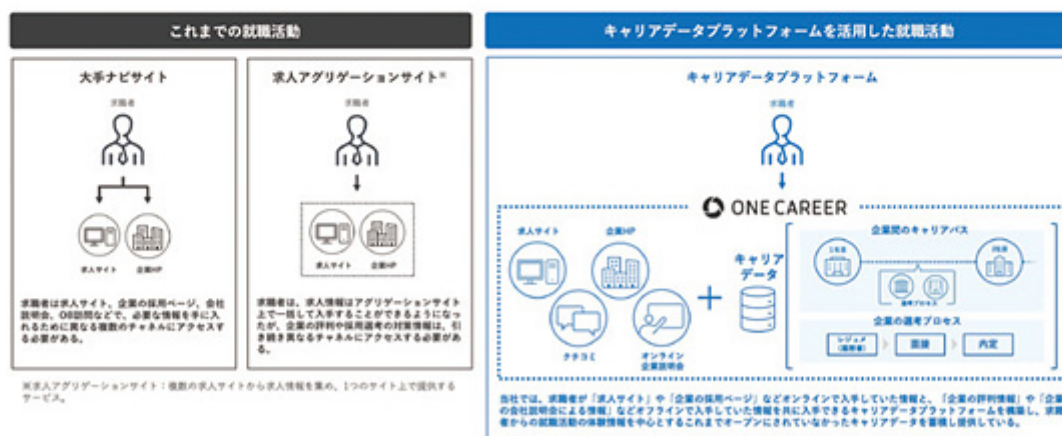 これまでの就職活動
キャリアデータプラットフォームを活用した就職活動
大手ナビサイト
求職者
求人サイト
企業HP
求職者は求人サイト、企業の採用ページ、会社
説明会、OB訪問などで、必要な情報を手に入
れるために異なる複数のチャネルにアクセスす
る必要がある。
求人アグリゲーションサイト※
求職者
求人サイト
企業HP
求職者は、求人情報はアグリゲーションサイト
上で一括して入手することができるようになっ
たが、企業の評判や採用選考の対策情報は、引
き続き異なるチャネルにアクセスする必要があ
る。
※求人アグリゲーションサイト：複数の求人サイトから求人情報を集め、1つのサイト上で提供する
サービス。
キャリアデータプラットフォーム
求職者
ONE CAREER
求人サイト
企業HP
クチコミ
オンライン
企業説明会
キャリア
データ
企業間のキャリアパス
選考プロセス
企業の選考プロセス
レジュメ
面接
内定
当社では、求職者が「求人サイト」や「企業の採用ページ」などオンラインで入手していた情報と、「企業の評判情報」や「企業
の会社説明会による情報」などオフラインで入手していた情報を共に入手できるキャリアデータプラットフォームを構築し、求職
者からの就職活動の体験情報を中心とするこれまでオープンにされていなかったキャリアデータを蓄積し提供している。